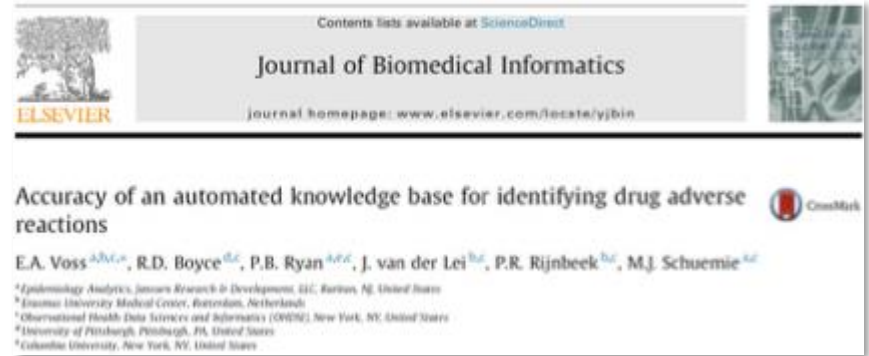 Contents lists available at ScienceDirect
Journal of Biomedical Informatics
journal homepage: www.elsevier.com/locate/yjbin
ELSEVIER
Accuracy of an automated knowledge base for identifying drug adverse
reactions
CrossMark
E.A. Voss a,b,c,*, R.D. Boyce d,c, P.B. Ryan a,e,c, J. van der Lei b,c, P.R. Rijnbeek b,c, M.J. Schuemie a,c
a Epidemiology Analytics, Janssen Research & Development, LLC, Raritan, NJ, United States
b Erasmus University Medical Center, Rotterdam, Netherlands
c Observational Health Data Sciences and Informatics (OHDSI), New York, NY, United States
d University of Pittsburgh, Pittsburgh, PA, United States
e Columbia University, New York, NY, United States